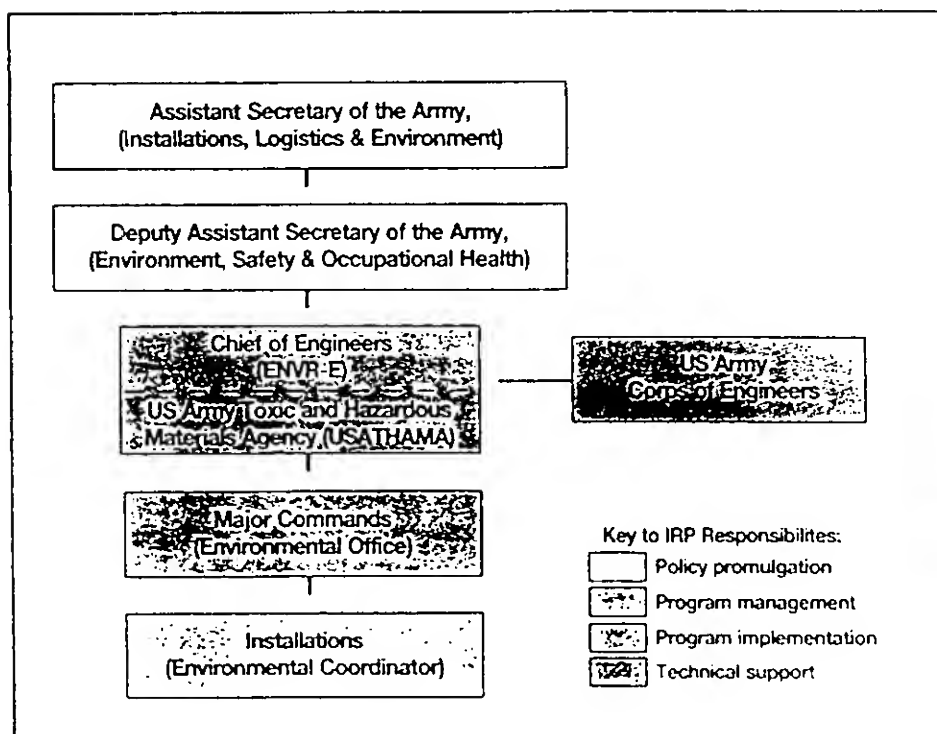 Assistant Secretary of the Army,
(Installations, Logistics & Environment)
Deputy Assistant Secretary of the Army,
(Environment, Safety & Occupational Health)
Chief of Engineers
(ENVR-E)
US Army Toxic and Hazardous
Materials Agency (USATHAMA)
US Army
Corps of Engineers
Major Commands
(Environmental Office)
Installations
(Environmental Coordinator)
Key to IRP Responsibilites:
Policy promulgation
Program management
Program implementation
Technical support